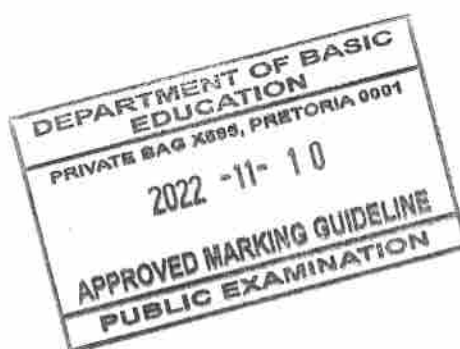 DEPARTMENT OF BASIC
EDUCATION
PRIVATE BAG X895, PRETORIA 0001
2022 -11- 10
APPROVED MARKING GUIDELINE
PUBLIC EXAMINATION